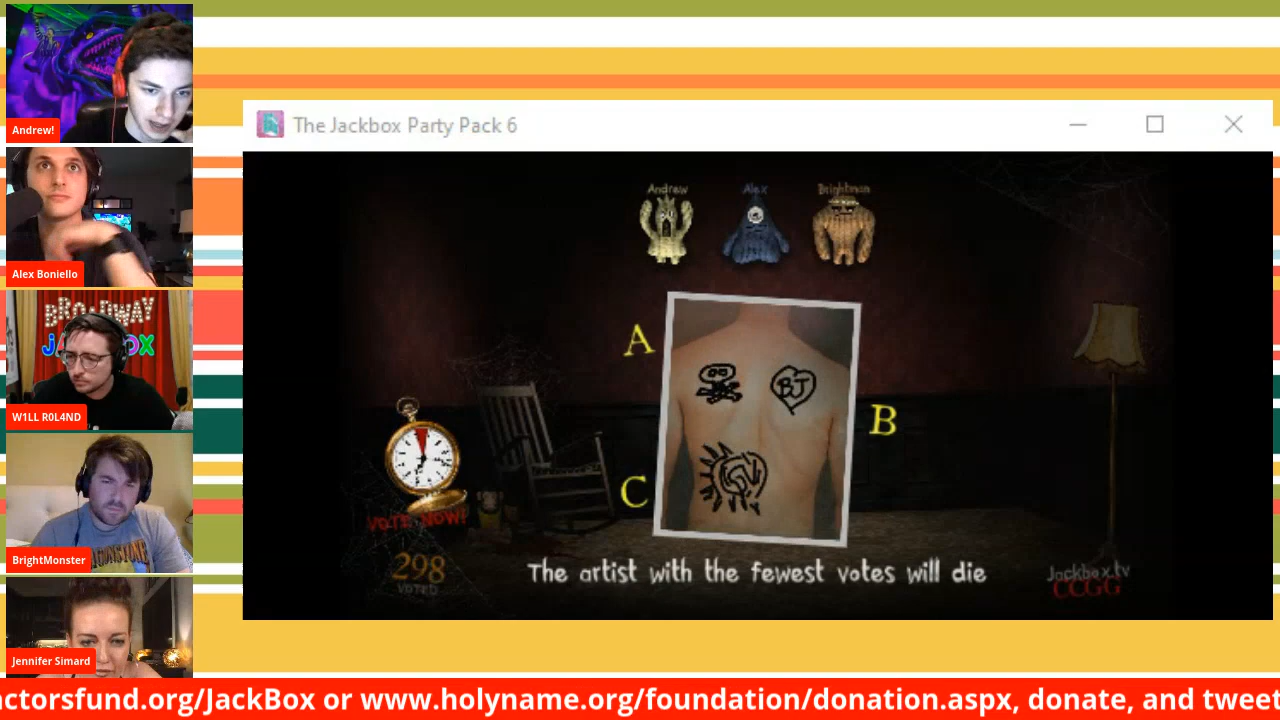 Andrew!
Alex Boniello
BROADWAY
W1LL R0L4ND
BrightMonster
Jennifer Simard
The Jackbox Party Pack 6
Andrew
Alex
Brightman
A
BJ
B
C
VOTE NOW!
298
VOTED
The artist with the fewest votes will die
Jackbox.tv
CCGG
actorsfund.org/JackBox or www.holyname.org/foundation/donation.aspx, donate, and tweet